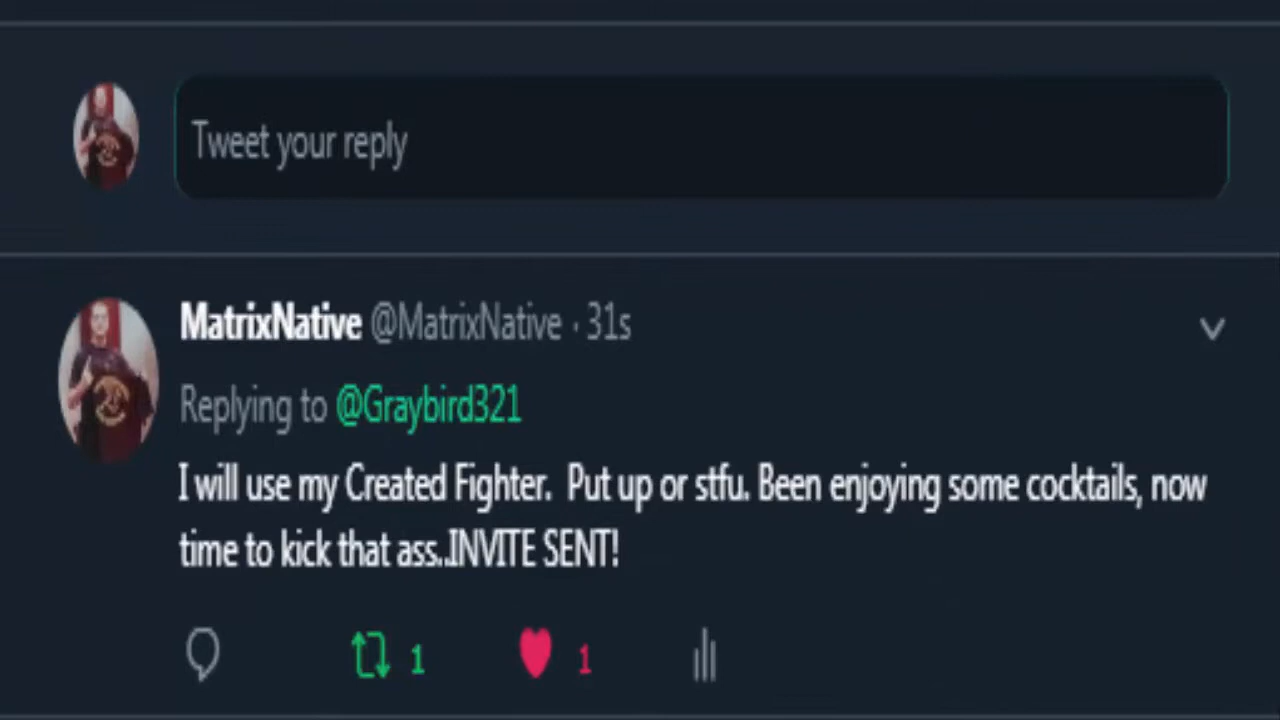 Tweet your reply
MatrixNative @MatrixNative · 31s
Replying to @Graybird321
I will use my Created Fighter.  Put up or stfu. Been enjoying some cocktails, now
time to kick that ass..INVITE SENT!
1 1